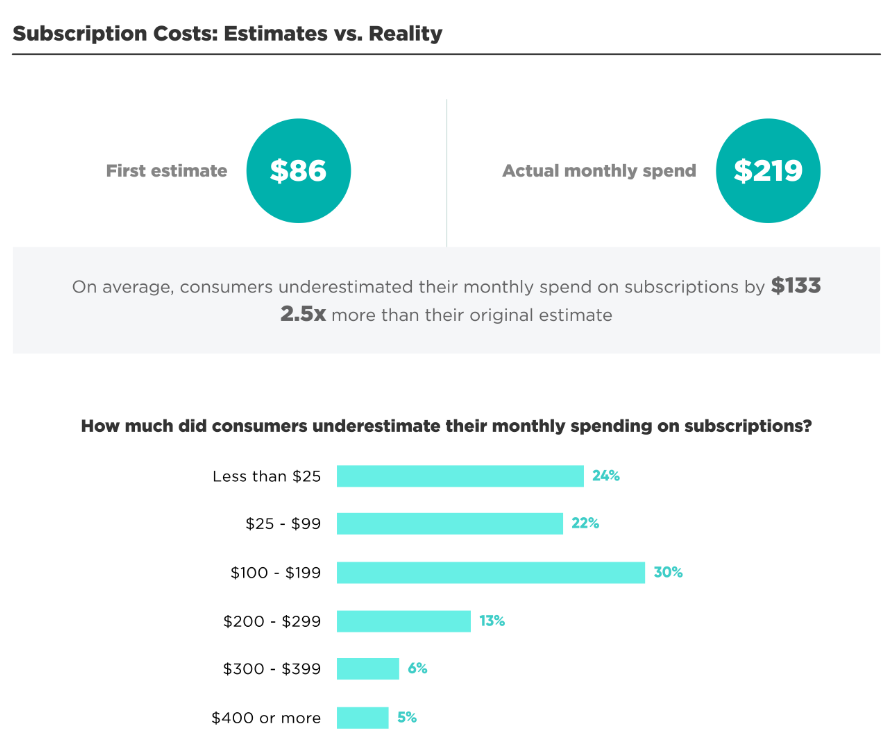 Subscription Costs: Estimates vs. Reality
First estimate
$86
Actual monthly spend
$219
On average, consumers underestimated their monthly spend on subscriptions by $133
2.5x more than their original estimate
How much did consumers underestimate their monthly spending on subscriptions?
Less than $25 24%
$25 - $99 22%
$100 - $199 30%
$200 - $299 13%
$300 - $399 6%
$400 or more 5%